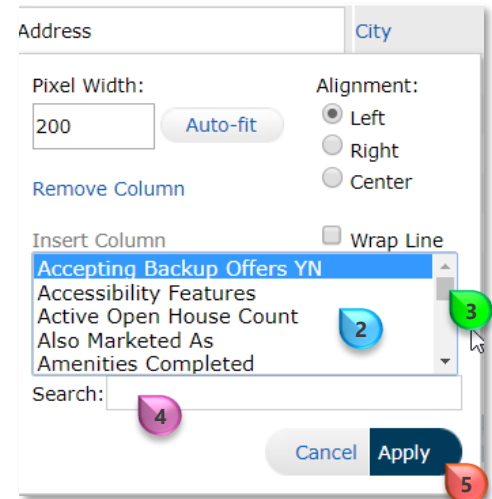 Address City
Pixel Width: Alignment:
200 Auto-fit Left
Right
Remove Column Center
Insert Column Wrap Line
Accepting Backup Offers YN
Accessibility Features
Active Open House Count
Also Marketed As
Amenities Completed
2
3
Search:
4
Cancel Apply
5